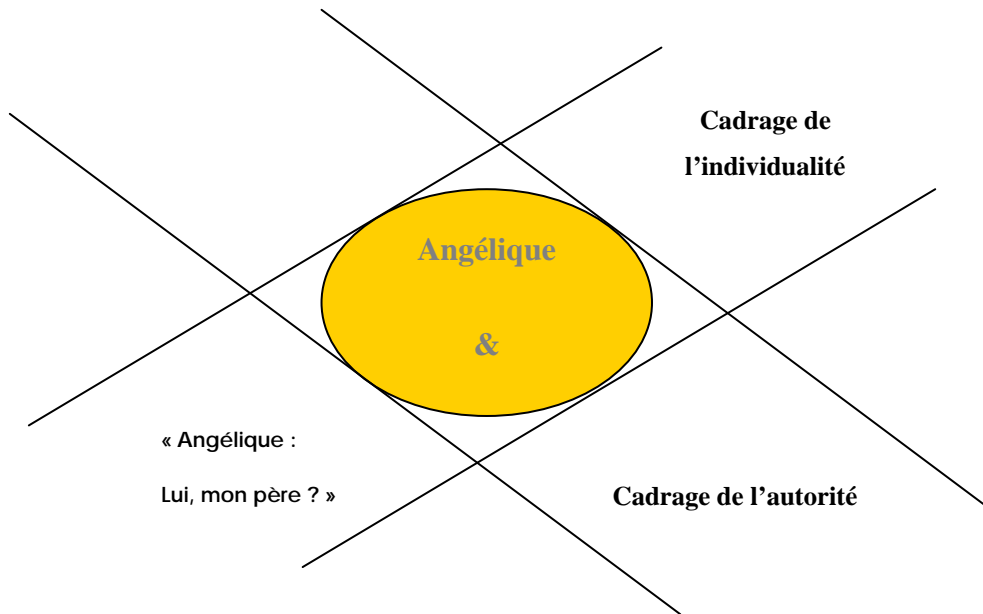 Cadrage de
l’individualité
Angélique
&
« Angélique :
Lui, mon père ? »
Cadrage de l’autorité